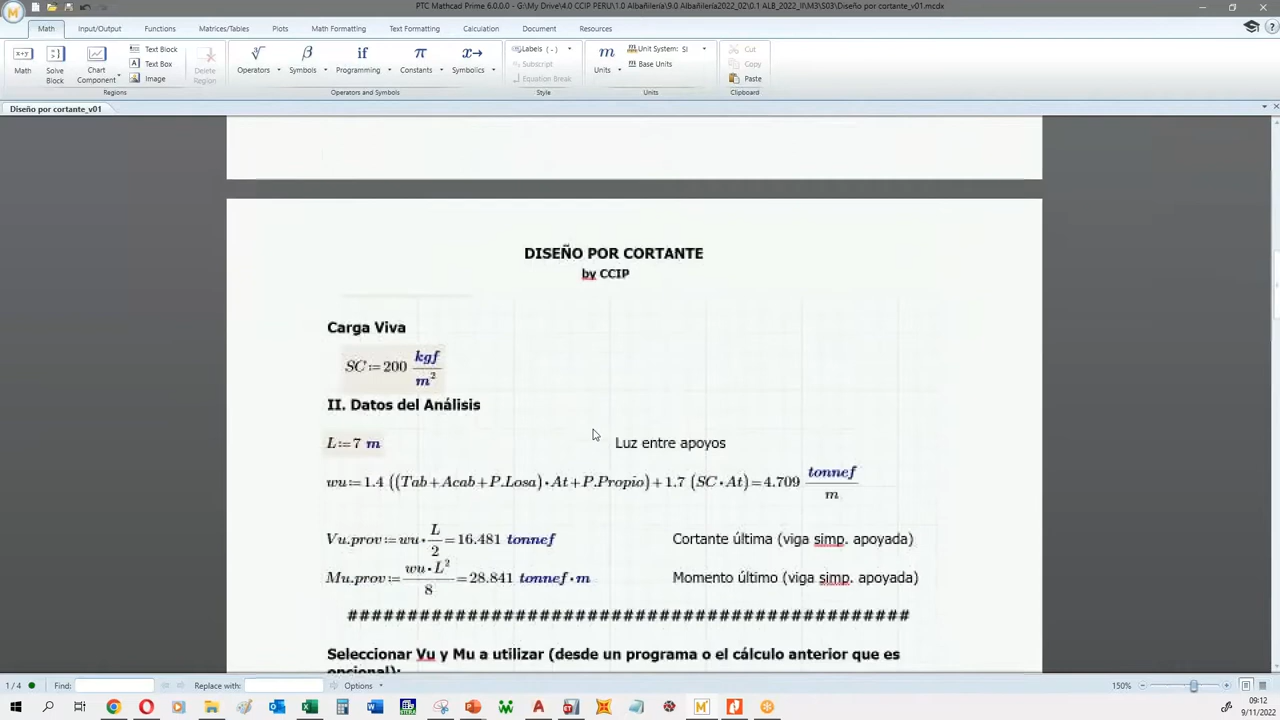 PTC Mathcad Prime 6.0.0.0 - G:\My Drive\4.0 CCIP PERU\1.0 Albañilería\9.0 Albañilería2022_02\0.1 ALB_2022_II\M3\S03\Diseño por cortante_v01.mcdx
Math Input/Output Functions Matrices/Tables Plots Math Formatting Text Formatting Calculation Document Resources
Math
Solve Block
Chart Component
Text Block
Text Box
Image
Delete Region
Operators
Symbols
if
Programming
π
Constants
Symbolics
Labels ( - )
Subscript
Equation Break
m
Units
Unit System: SI
Base Units
Cut
Copy
Paste
Regions Operators and Symbols Style Units Clipboard
Diseño por cortante_v01
DISEÑO POR CORTANTE
by CCIP
Carga Viva
SC:=200 kgf/m²
II. Datos del Análisis
L:=7 m Luz entre apoyos
wu:=1.4 ((Tab+Acab+P.Losa)·At+P.Propio)+1.7 (SC·At)=4.709 tonnef/m
Vu.prov:=wu·L/2=16.481 tonnef Cortante última (viga simp. apoyada)
Mu.prov:=wu·L²/8=28.841 tonnef·m Momento último (viga simp. apoyada)
###############################################
Seleccionar Vu y Mu a utilizar (desde un programa o el cálculo anterior que es
opcional):
1 / 4 Find: Replace with: Options 150%
09:12
9/11/2022